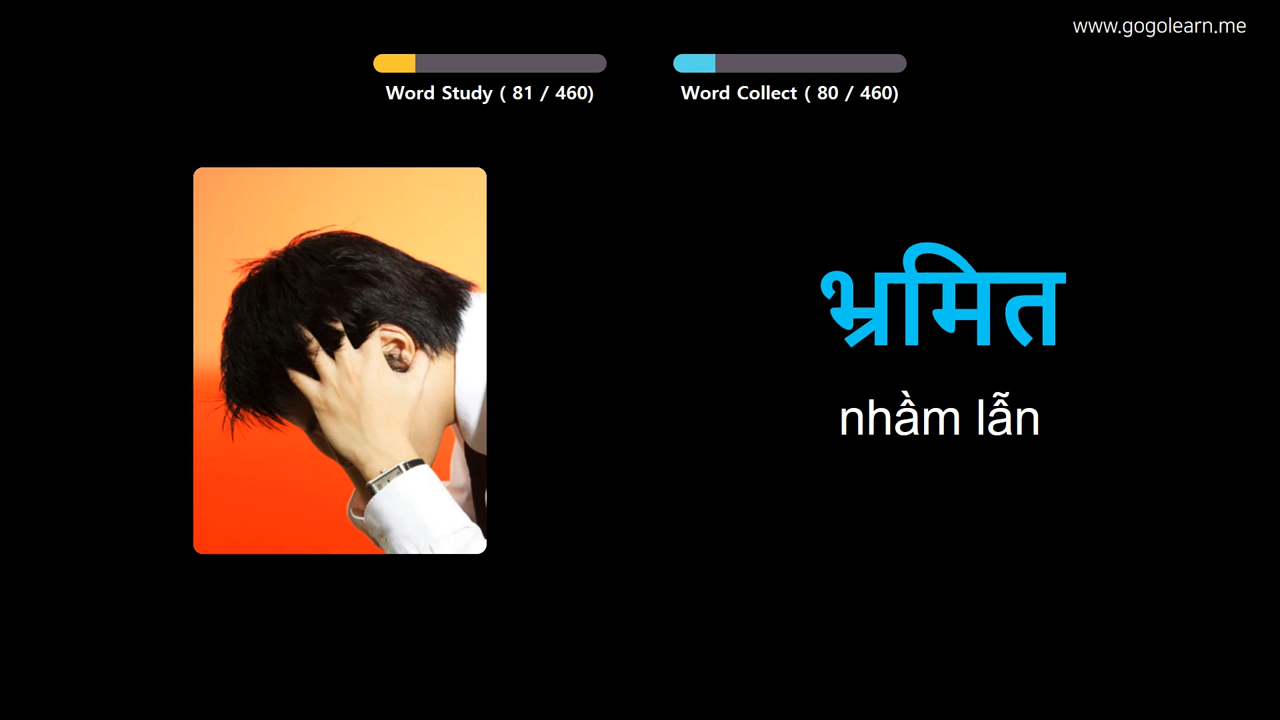 www.gogolearn.me
Word Study ( 81 / 460)
Word Collect ( 80 / 460)
भ्रमित
nhầm lẫn